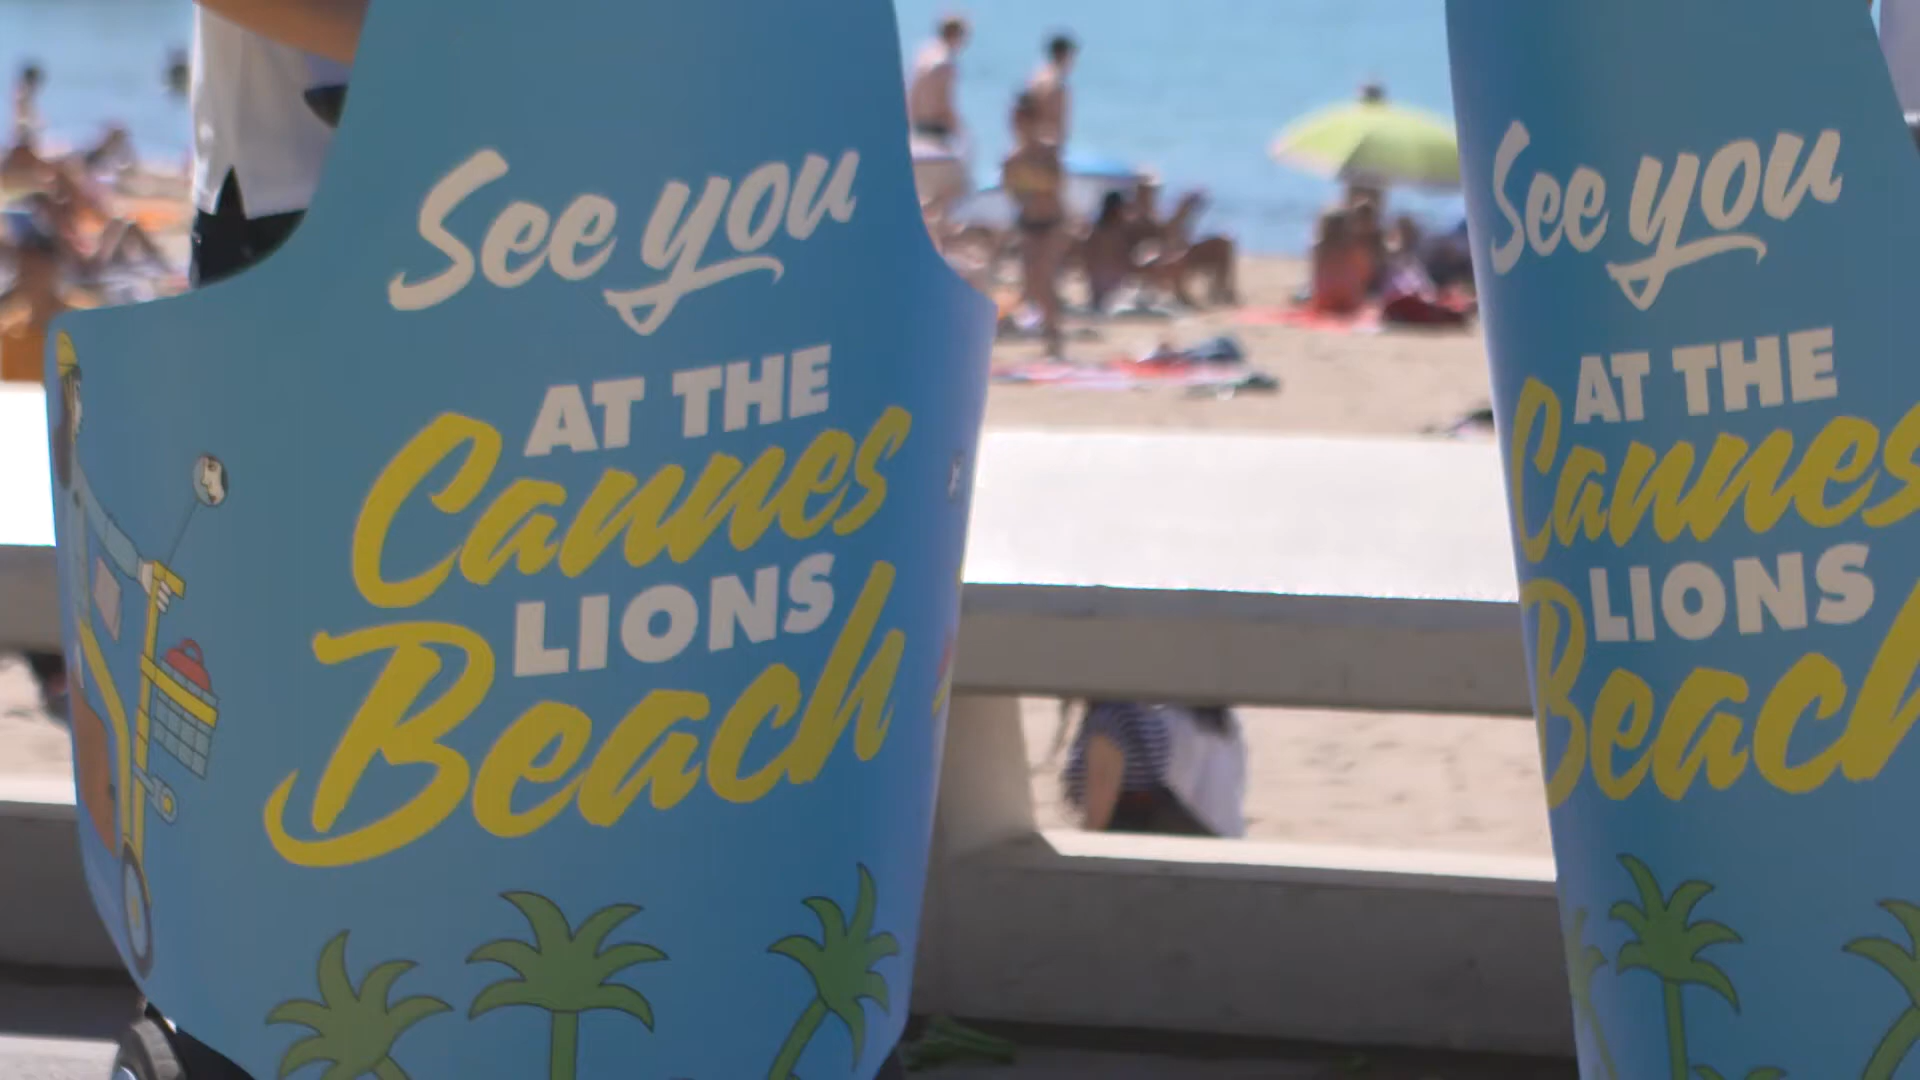 See you
AT THE
Cannes
LIONS
Beach
See you
AT THE
Cannes
LIONS
Beach